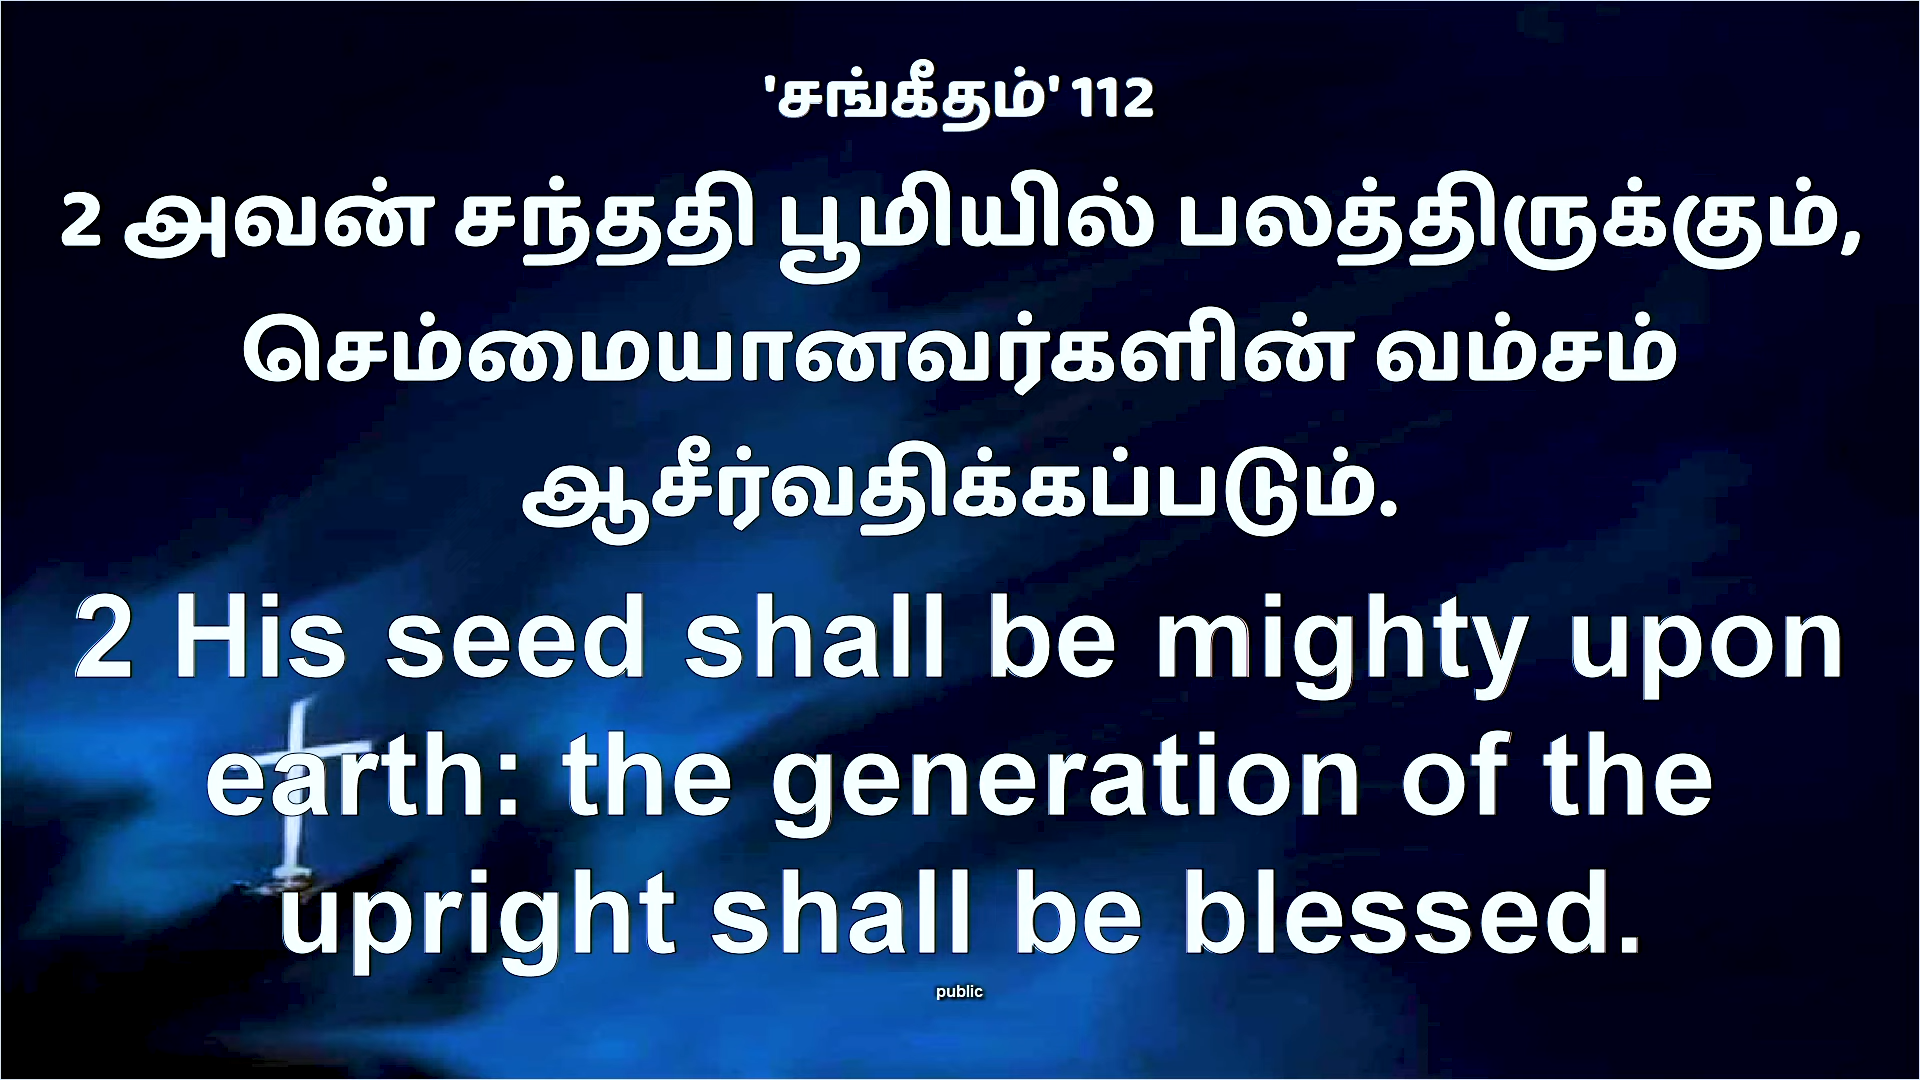 'சங்கீதம்' 112
2 அவன் சந்ததி பூமியில் பலத்திருக்கும்,
செம்மையானவர்களின் வம்சம்
ஆசீர்வதிக்கப்படும்.
2 His seed shall be mighty upon
earth: the generation of the
upright shall be blessed.
public